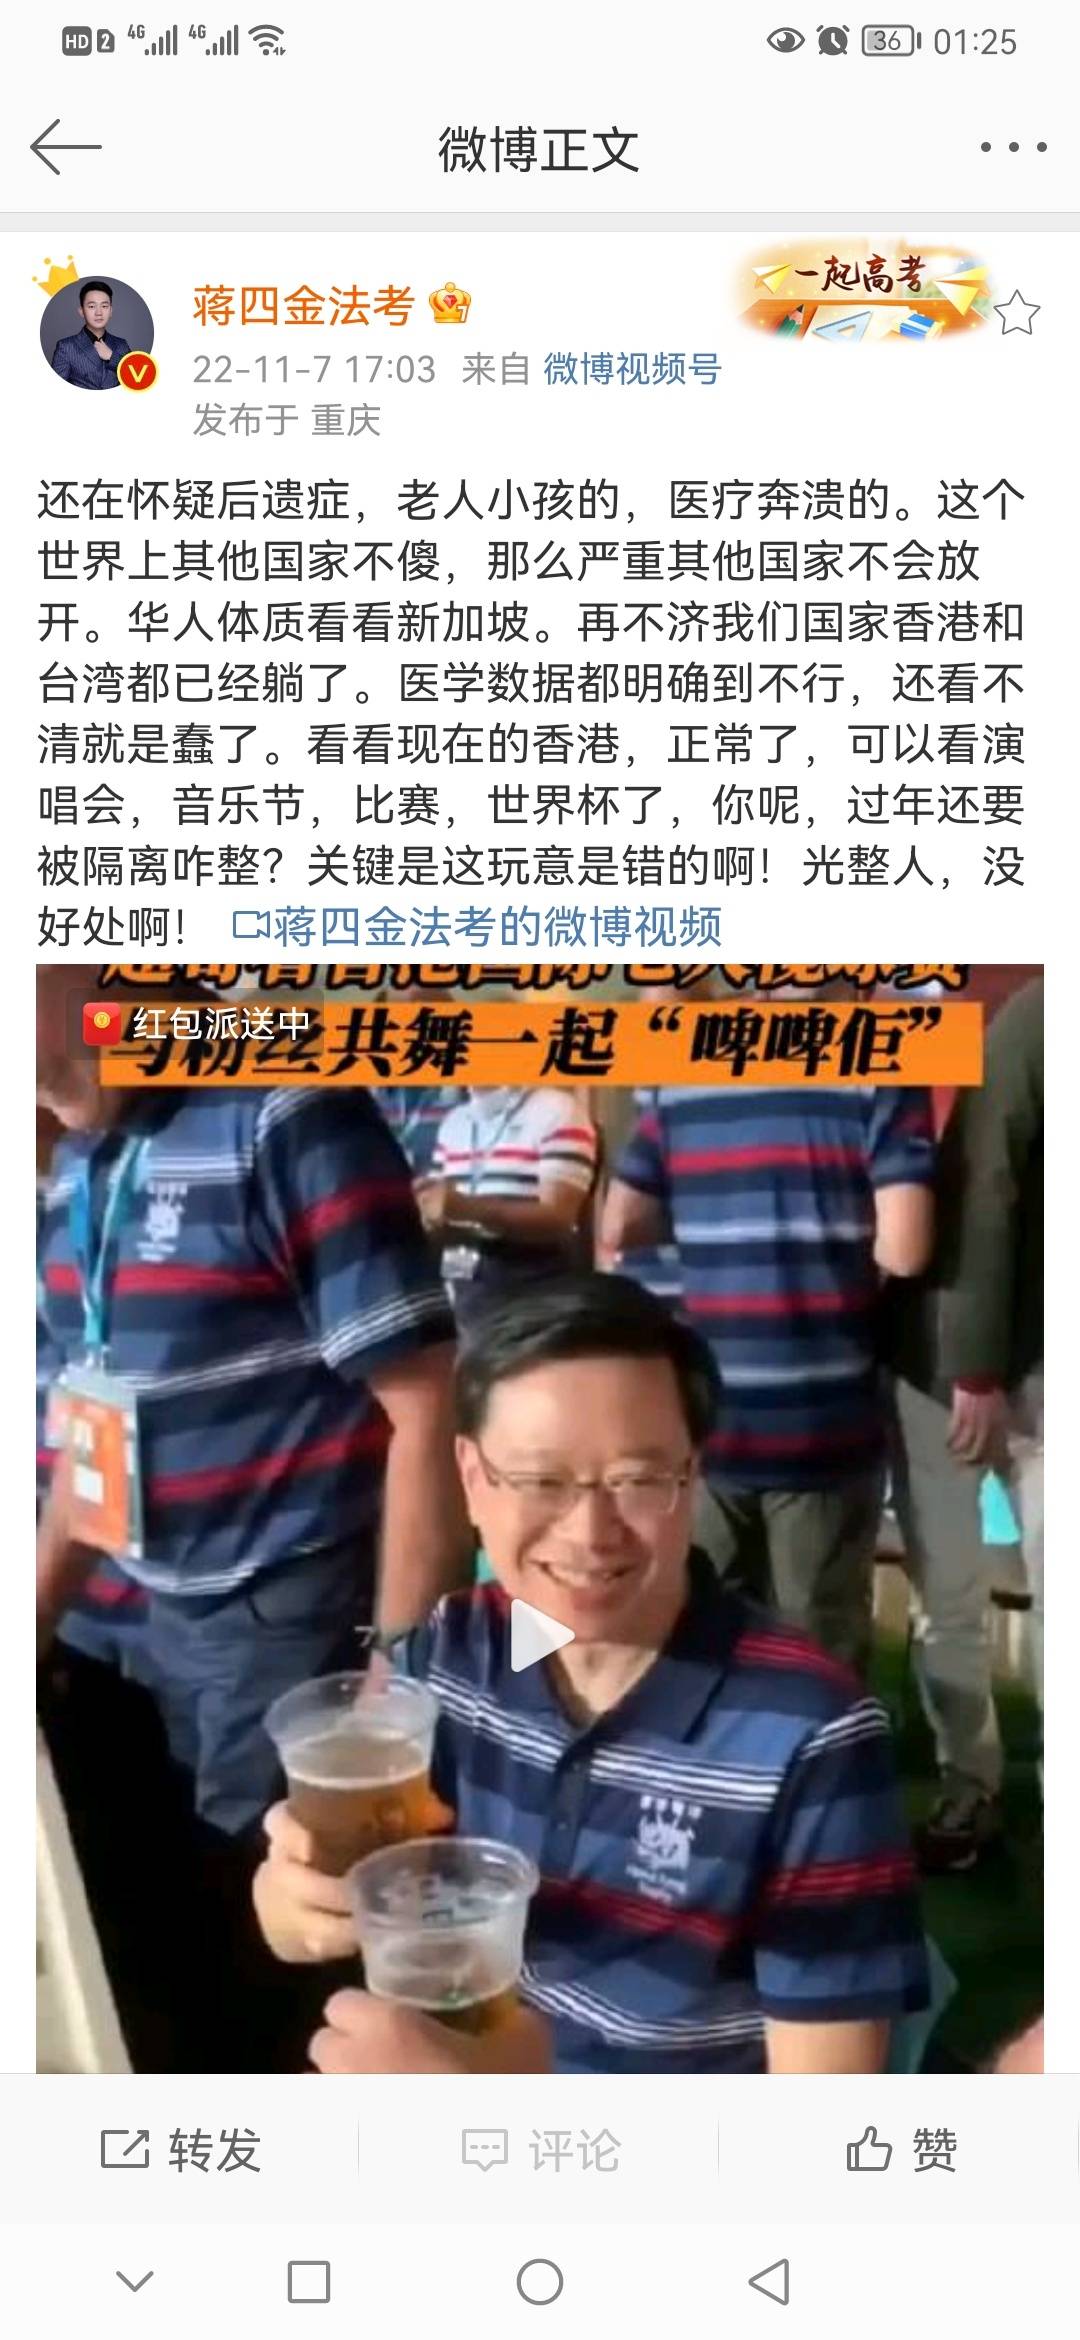 HD 2 4G 4G 36 01:25
微博正文
蒋四金法考
一起高考
22-11-7 17:03 来自 微博视频号
发布于 重庆
还在怀疑后遗症，老人小孩的，医疗奔溃的。这个
世界上其他国家不傻，那么严重其他国家不会放
开。华人体质看看新加坡。再不济我们国家香港和
台湾都已经躺了。医学数据都明确到不行，还看不
清就是蠢了。看看现在的香港，正常了，可以看演
唱会，音乐节，比赛，世界杯了，你呢，过年还要
被隔离咋整？关键是这玩意是错的啊！光整人，没
好处啊！ 蒋四金法考的微博视频
红包派送中
与粉丝共舞一起“啤啤佢”
转发 评论 赞